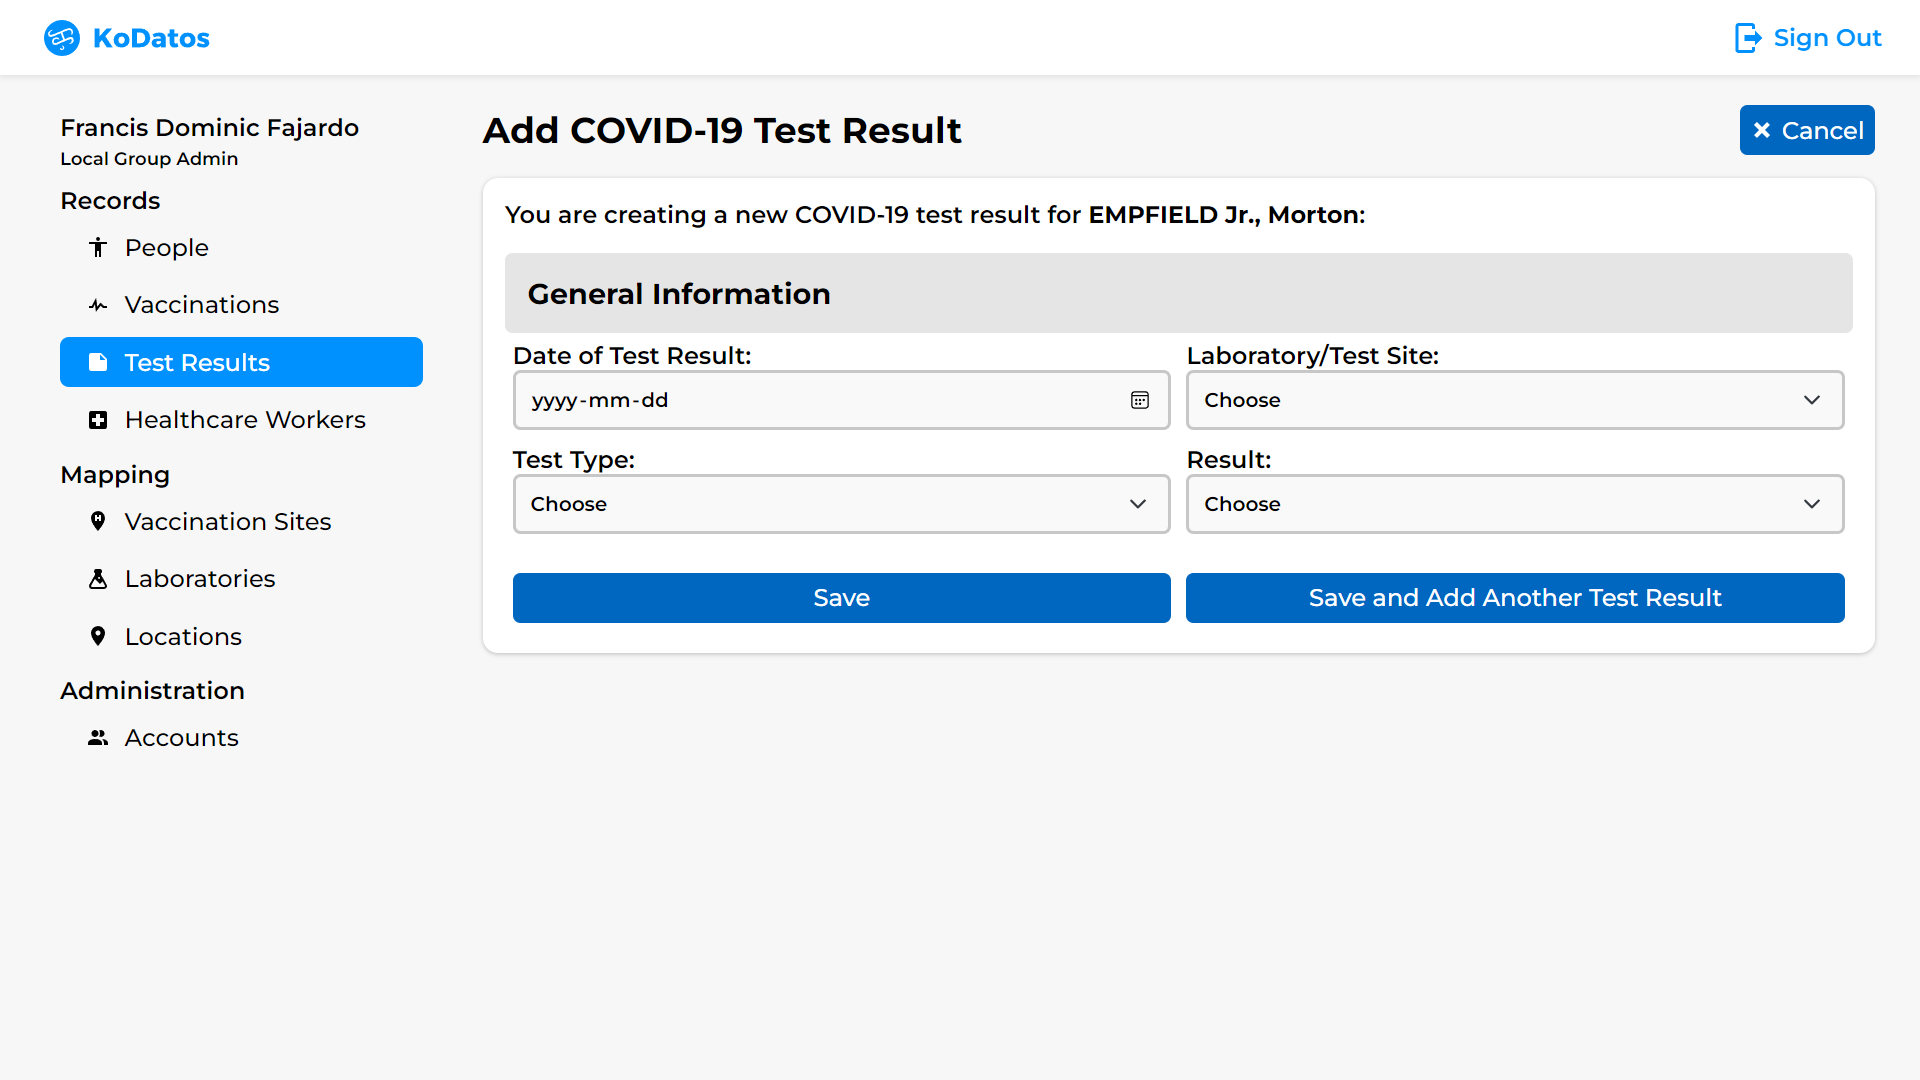 KoDatos
Sign Out
Francis Dominic Fajardo
Local Group Admin
Records
People
Vaccinations
Test Results
Healthcare Workers
Mapping
Vaccination Sites
Laboratories
Locations
Administration
Accounts
Add COVID-19 Test Result
Cancel
You are creating a new COVID-19 test result for EMPFIELD Jr., Morton:
General Information
Date of Test Result:
yyyy-mm-dd
Laboratory/Test Site:
Choose
Test Type:
Choose
Result:
Choose
Save
Save and Add Another Test Result